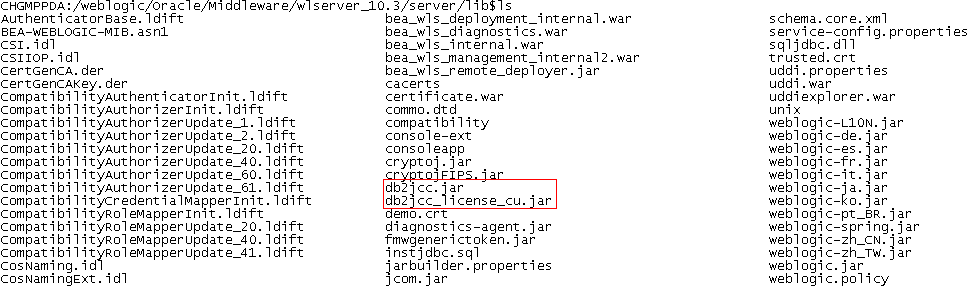 CHGMPPDA:/weblogic/Oracle/Middleware/wlserver_10.3/server/lib$ls
AuthenticatorBase.ldift bea_wls_deployment_internal.war schema.core.xml
BEA-WEBLOGIC-MIB.asn1 bea_wls_diagnostics.war service-config.properties
CSI.idl bea_wls_internal.war sqljdbc.dll
CSIIOP.idl bea_wls_management_internal2.war trusted.crt
CertGenCA.der bea_wls_remote_deployer.jar uddi.properties
CertGenCAKey.der cacerts uddi.war
CompatibilityAuthenticatorInit.ldift certificate.war uddiexplorer.war
CompatibilityAuthorizerInit.ldift commo.dtd unix
CompatibilityAuthorizerUpdate_1.ldift compatibility weblogic-L10N.jar
CompatibilityAuthorizerUpdate_2.ldift console-ext weblogic-de.jar
CompatibilityAuthorizerUpdate_20.ldift consoleapp weblogic-es.jar
CompatibilityAuthorizerUpdate_40.ldift cryptoj.jar weblogic-fr.jar
CompatibilityAuthorizerUpdate_60.ldift cryptojFIPS.jar weblogic-it.jar
CompatibilityAuthorizerUpdate_61.ldift db2jcc.jar weblogic-ja.jar
CompatibilityCredentialMapperInit.ldift db2jcc_license_cu.jar weblogic-ko.jar
CompatibilityRoleMapperInit.ldift demo.crt weblogic-pt_BR.jar
CompatibilityRoleMapperUpdate_20.ldift diagnostics-agent.jar weblogic-spring.jar
CompatibilityRoleMapperUpdate_40.ldift fmwgenerictoken.jar weblogic-zh_CN.jar
CompatibilityRoleMapperUpdate_41.ldift instjdbc.sql weblogic-zh_TW.jar
CosNaming.idl jarbuilder.properties weblogic.jar
CosNamingExt.idl jcom.jar weblogic.policy